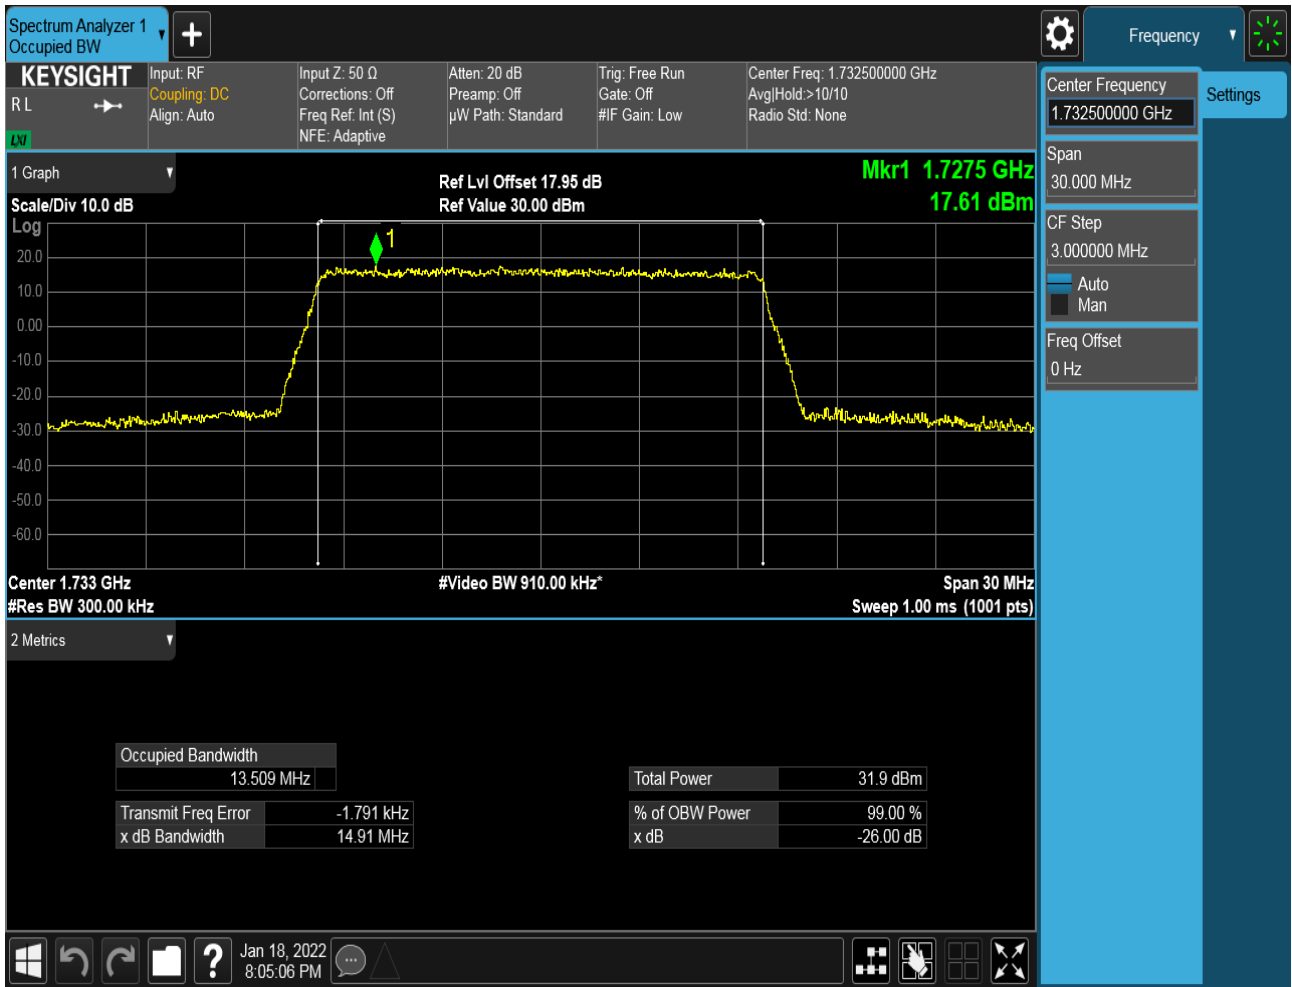 Spectrum Analyzer 1
Occupied BW
Frequency
KEYSIGHT
R L
LXI
Input: RF
Coupling: DC
Align: Auto
Input Z: 50 Ω
Corrections: Off
Freq Ref: Int (S)
NFE: Adaptive
Atten: 20 dB
Preamp: Off
µW Path: Standard
Trig: Free Run
Gate: Off
#IF Gain: Low
Center Freq: 1.732500000 GHz
Avg|Hold:>10/10
Radio Std: None
Center Frequency
1.732500000 GHz
Settings
Span
30.000 MHz
CF Step
3.000000 MHz
Auto
Man
Freq Offset
0 Hz
1 Graph
Scale/Div 10.0 dB
Ref Lvl Offset 17.95 dB
Ref Value 30.00 dBm
Mkr1 1.7275 GHz
17.61 dBm
Log
1
20.0
10.0
0.00
-10.0
-20.0
-30.0
-40.0
-50.0
-60.0
Center 1.733 GHz
#Video BW 910.00 kHz*
Span 30 MHz
#Res BW 300.00 kHz
Sweep 1.00 ms (1001 pts)
2 Metrics
Occupied Bandwidth
13.509 MHz
Total Power 31.9 dBm
Transmit Freq Error -1.791 kHz
% of OBW Power 99.00 %
x dB Bandwidth 14.91 MHz
x dB -26.00 dB
?
Jan 18, 2022
8:05:06 PM